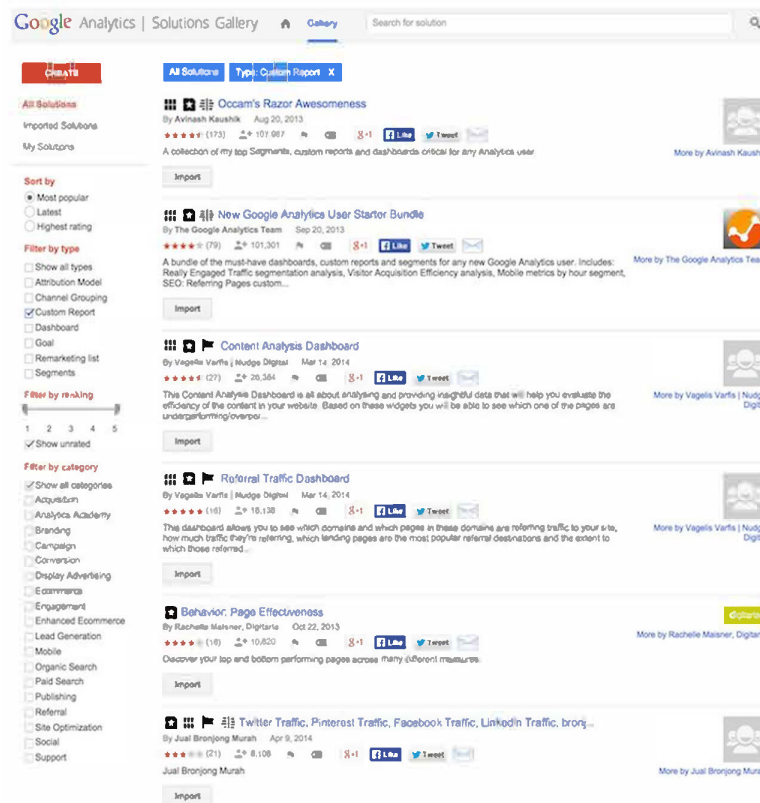 Google Analytics | Solutions Gallery
Gallery
Search for solution
CREATE
All Solutions
Imported Solutions
My Solutions
Sort by
Most popular
Latest
Highest rating
Filter by type
Show all types
Attribution Model
Channel Grouping
Custom Report
Dashboard
Goal
Remarketing list
Segments
Filter by ranking
1 2 3 4 5
Show unrated
Filter by category
Show all categories
Acquisition
Analytics Academy
Branding
Campaign
Conversion
Display Advertising
Ecommerce
Engagement
Enhanced Ecommerce
Lead Generation
Mobile
Organic Search
Paid Search
Publishing
Referral
Site Optimization
Social
Support
All Solutions
Type: Custom Report X
Occam's Razor Awesomeness
By Avinash Kaushik Aug 20, 2013
(173) g+1 Like Tweet
A collection of my top Segments, custom reports and dashboards critical for any Analytics user
Import
More by Avinash Kaush
New Google Analytics User Starter Bundle
By The Google Analytics Team Sep 20, 2013
(79) 101,301 g+1 Like Tweet
A bundle of the must-have dashboards, custom reports and segments for any new Google Analytics user. Includes:
Really Engaged Traffic segmentation analysis, Visitor Acquisition Efficiency analysis, Mobile metrics by hour segment,
SEO: Referring Pages custom...
Import
More by The Google Analytics Tea
Content Analysis Dashboard
By Vagelis Varfis | Nudge Digital Mar 14, 2014
(27) 26,384 g+1 Like Tweet
This Content Analysis Dashboard is all about analysing and providing insightful data that will help you evaluate the
efficiency of the content in your website. Based on these widgets you will be able to see which one of the pages are
underperforming/overper...
Import
More by Vagelis Varfis | Nudg
Digit
Referral Traffic Dashboard
By Vagelis Varfis | Nudge Digital Mar 14, 2014
(16) 18,138 g+1 Like Tweet
This dashboard allows you to see which domains and which pages in these domains are referring traffic to your site,
how much traffic they're referring, which landing pages are the most popular referral destinations and the extent to
which those referred...
Import
More by Vagelis Varfis | Nudg
Digit
Behavior: Page Effectiveness
By Rachelle Maisner, Digitaria Oct 22, 2013
(16) 10,820 g+1 Like Tweet
Discover your top and bottom performing pages across many different measures.
Import
More by Rachelle Maisner, Digitar
Twitter Traffic, Pinterest Traffic, Facebook Traffic, LinkedIn Traffic, bronj...
By Jual Bronjong Murah Apr 9, 2014
(21) 8,108 g+1 Like Tweet
Jual Bronjong Murah
Import
More by Jual Bronjong Mura